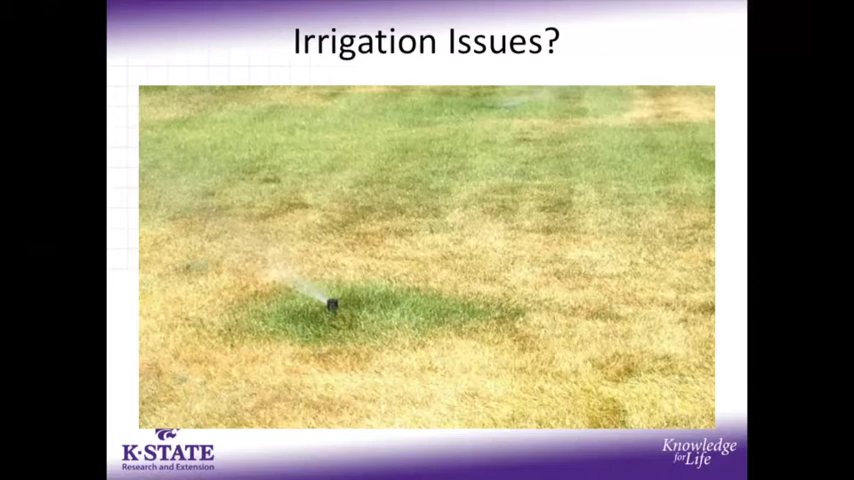 Irrigation Issues?
K-STATE
Research and Extension
Knowledge
for Life